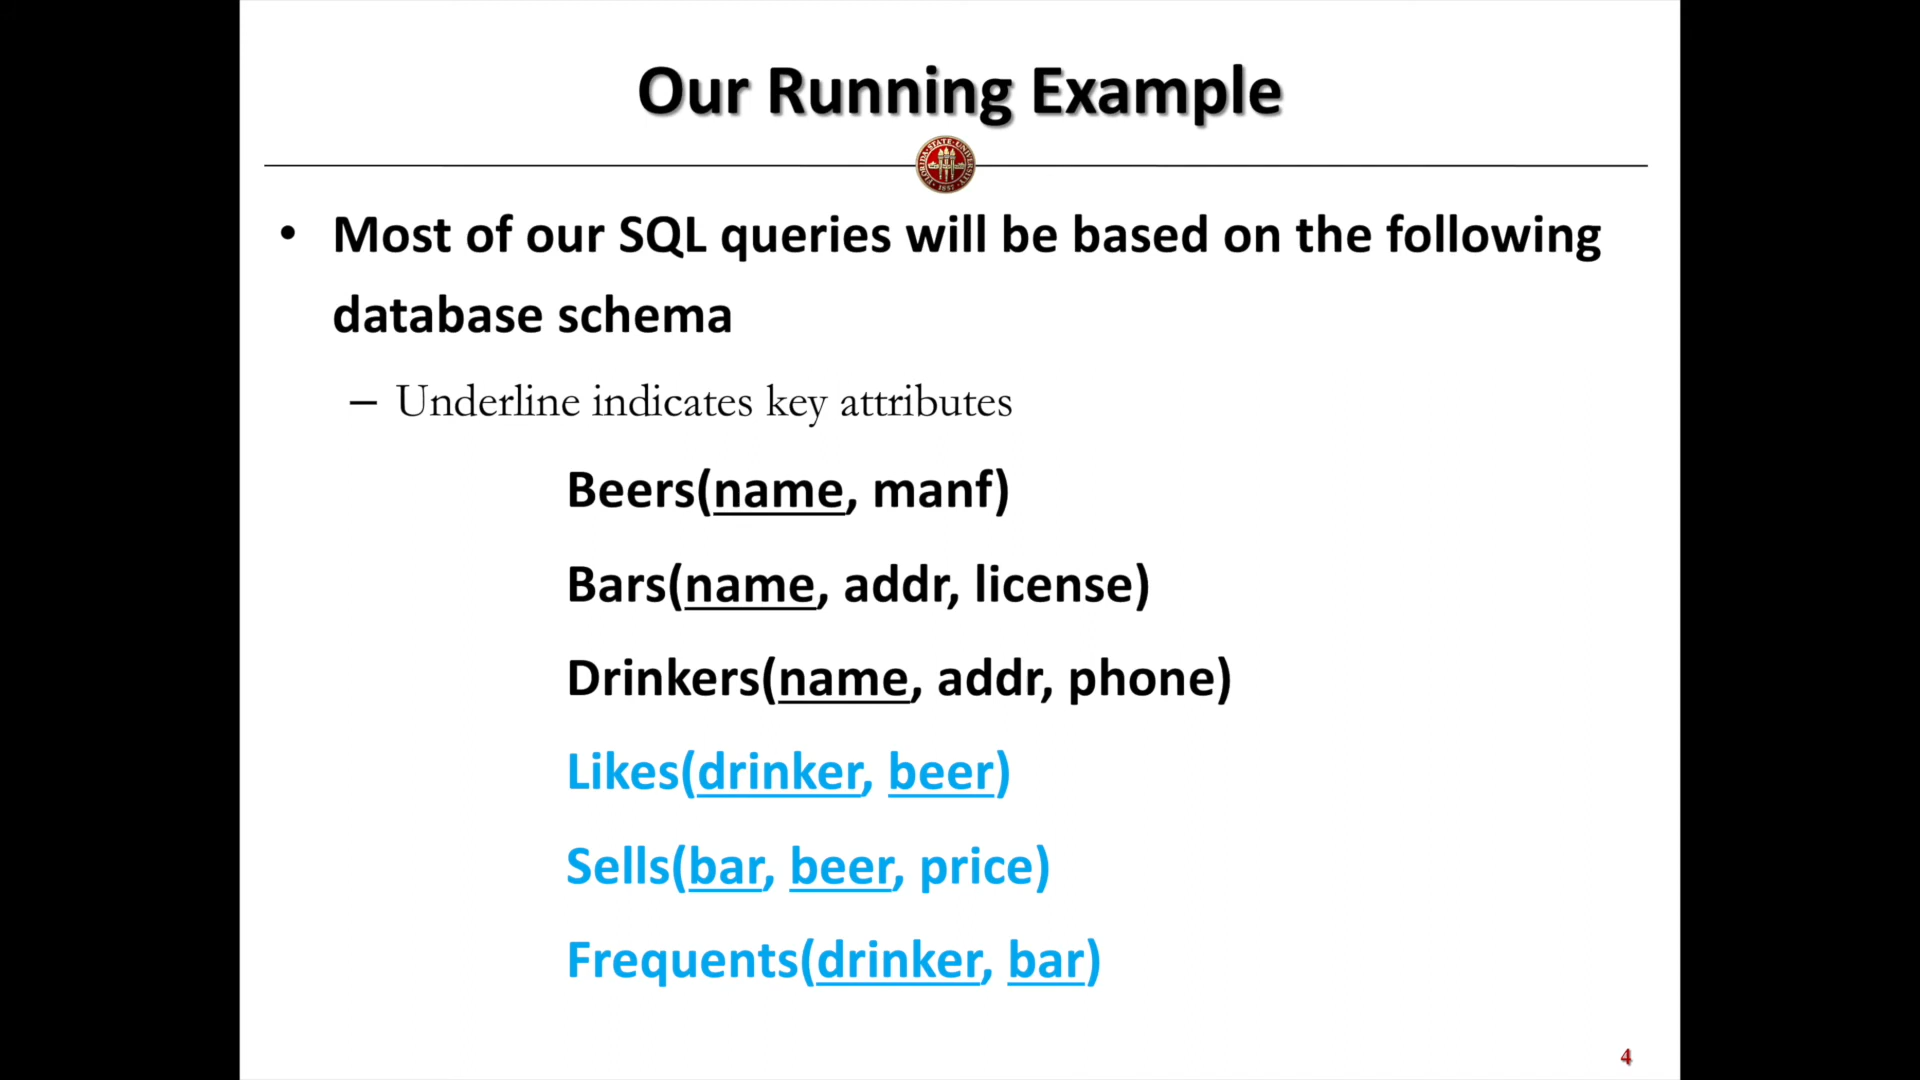 Our Running Example
• Most of our SQL queries will be based on the following
database schema
– Underline indicates key attributes
Beers(name, manf)
Bars(name, addr, license)
Drinkers(name, addr, phone)
Likes(drinker, beer)
Sells(bar, beer, price)
Frequents(drinker, bar)
4